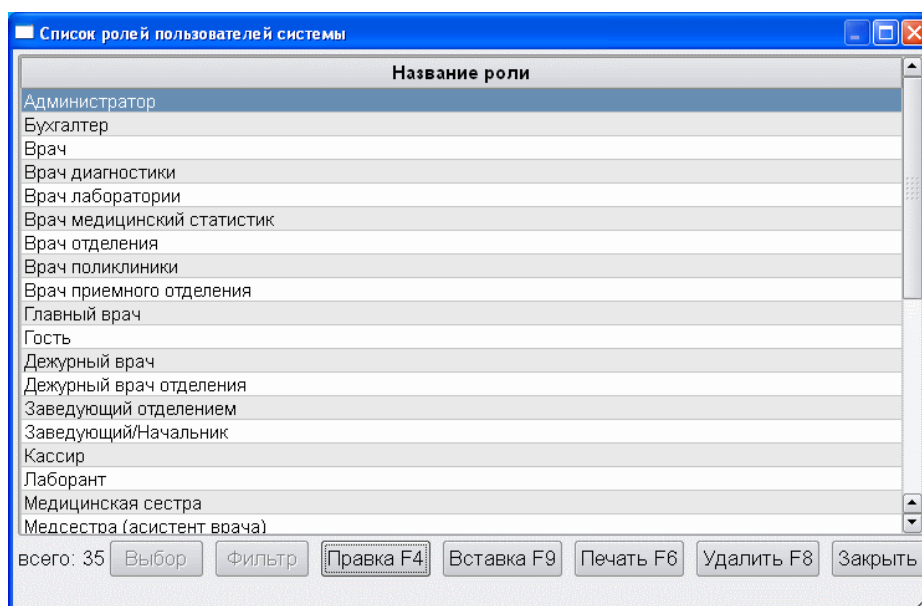 Список ролей пользователей системы
Название роли
Администратор
Бухгалтер
Врач
Врач диагностики
Врач лаборатории
Врач медицинский статистик
Врач отделения
Врач поликлиники
Врач приемного отделения
Главный врач
Гость
Дежурный врач
Дежурный врач отделения
Заведующий отделением
Заведующий/Начальник
Кассир
Лаборант
Медицинская сестра
Медсестра (асистент врача)
всего: 35 Выбор Фильтр Правка F4 Вставка F9 Печать F6 Удалить F8 Закрыть